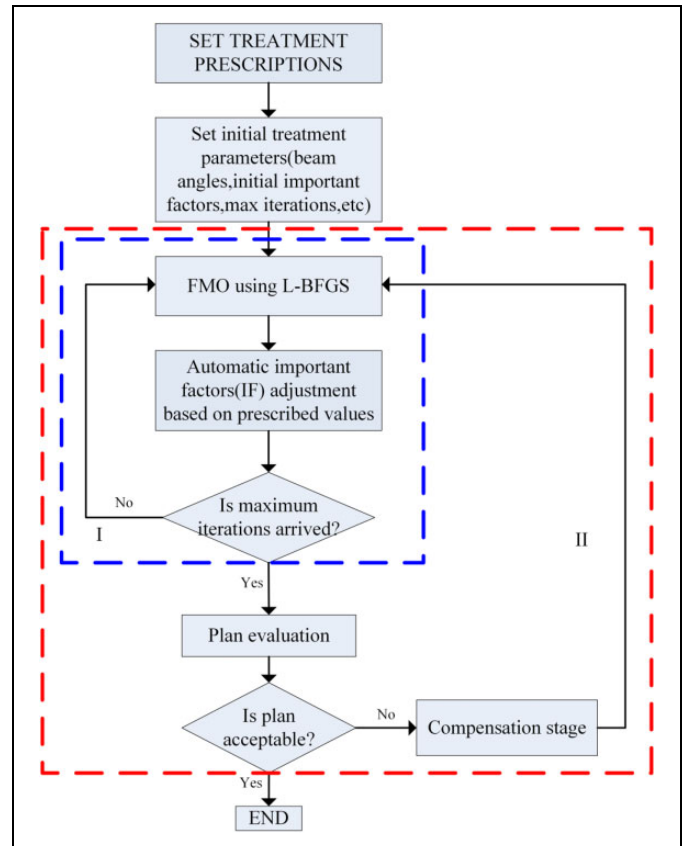 SET TREATMENT
PRESCRIPTIONS
Set initial treatment
parameters(beam
angles,initial important
factors,max iterations,etc)
FMO using L-BFGS
Automatic important
factors(IF) adjustment
based on prescribed values
No
Is maximum
iterations arrived?
I
II
Yes
Plan evaluation
Is plan
acceptable?
No
Compensation stage
Yes
END